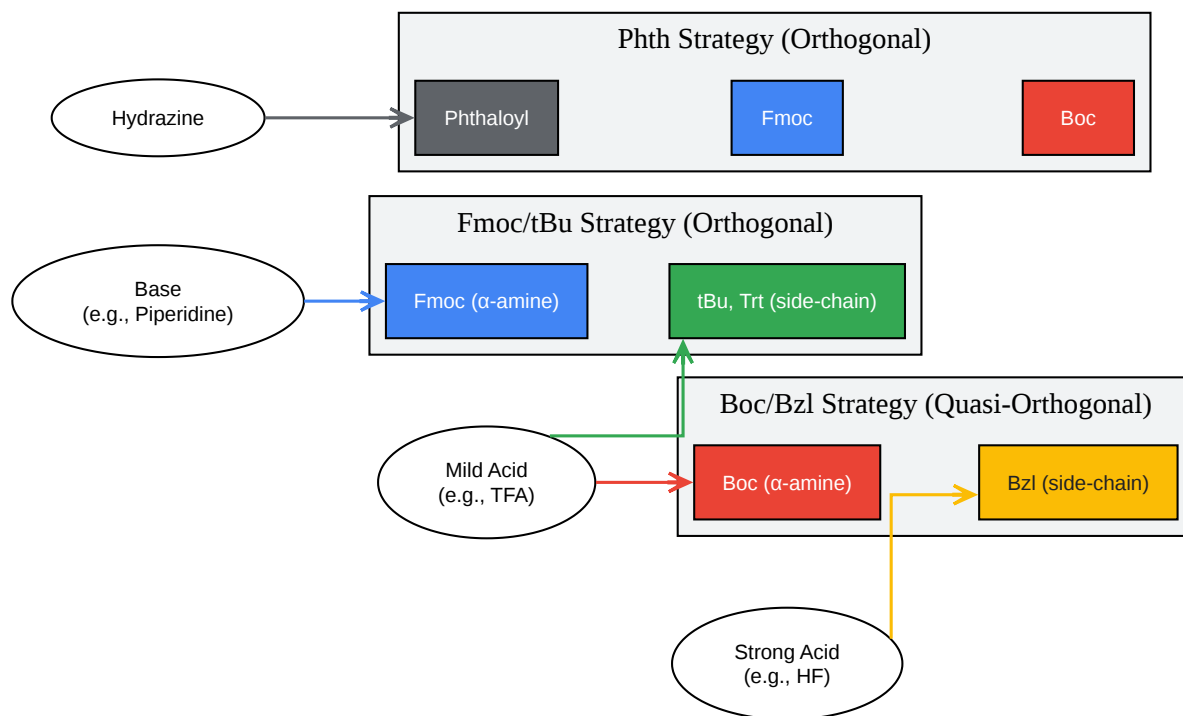 Phth Strategy (Orthogonal)
Hydrazine
Phthaloyl
Fmoc
Boc
Fmoc/tBu Strategy (Orthogonal)
Base
(e.g., Piperidine)
Fmoc (α-amine)
tBu, Trt (side-chain)
Boc/Bzl Strategy (Quasi-Orthogonal)
Mild Acid
(e.g., TFA)
Boc (α-amine)
Bzl (side-chain)
Strong Acid
(e.g., HF)